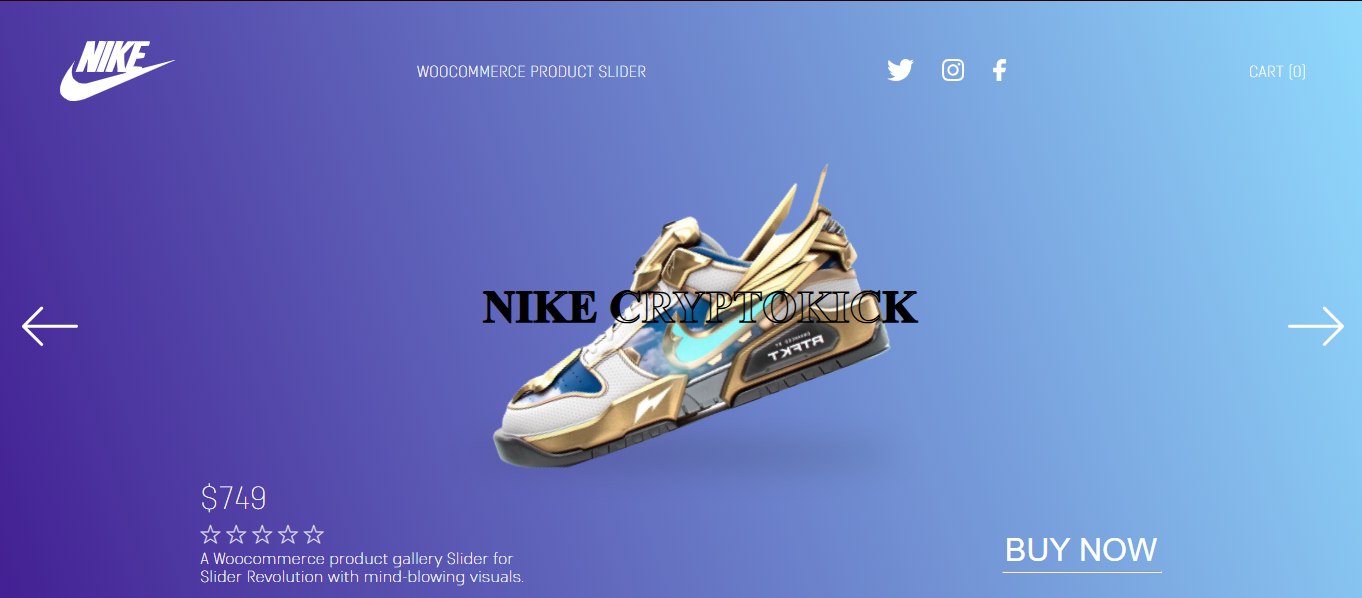 NIKE
WOOCOMMERCE PRODUCT SLIDER
CART (0)
NIKE CRYPTOKICK
RTFKT
$749
A Woocommerce product gallery Slider for
Slider Revolution with mind-blowing visuals.
BUY NOW